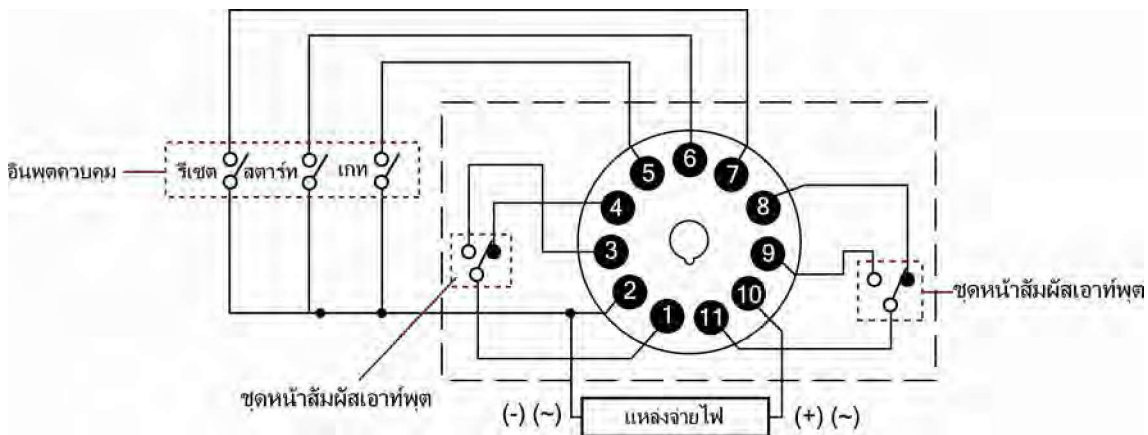 อินพุตควบคุม
รีเซต สตาร์ท เกท
5 6 7
4 8
3 9
2 10
1 11
ชุดหน้าสัมผัสเอาท์พุต
ชุดหน้าสัมผัสเอาท์พุต
(-) (~) แหล่งจ่ายไฟ (+) (~)